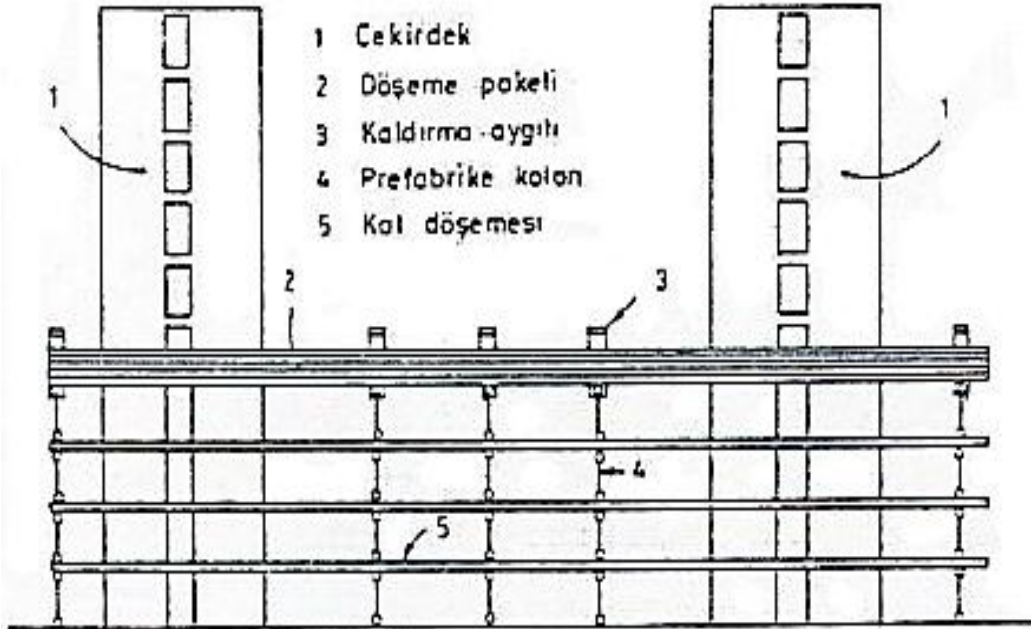 1 Çekirdek
2 Döşeme paketi
3 Kaldırma-aygıtı
4 Prefabrike kolon
5 Kat döşemesi
1
1
2
3
4
5